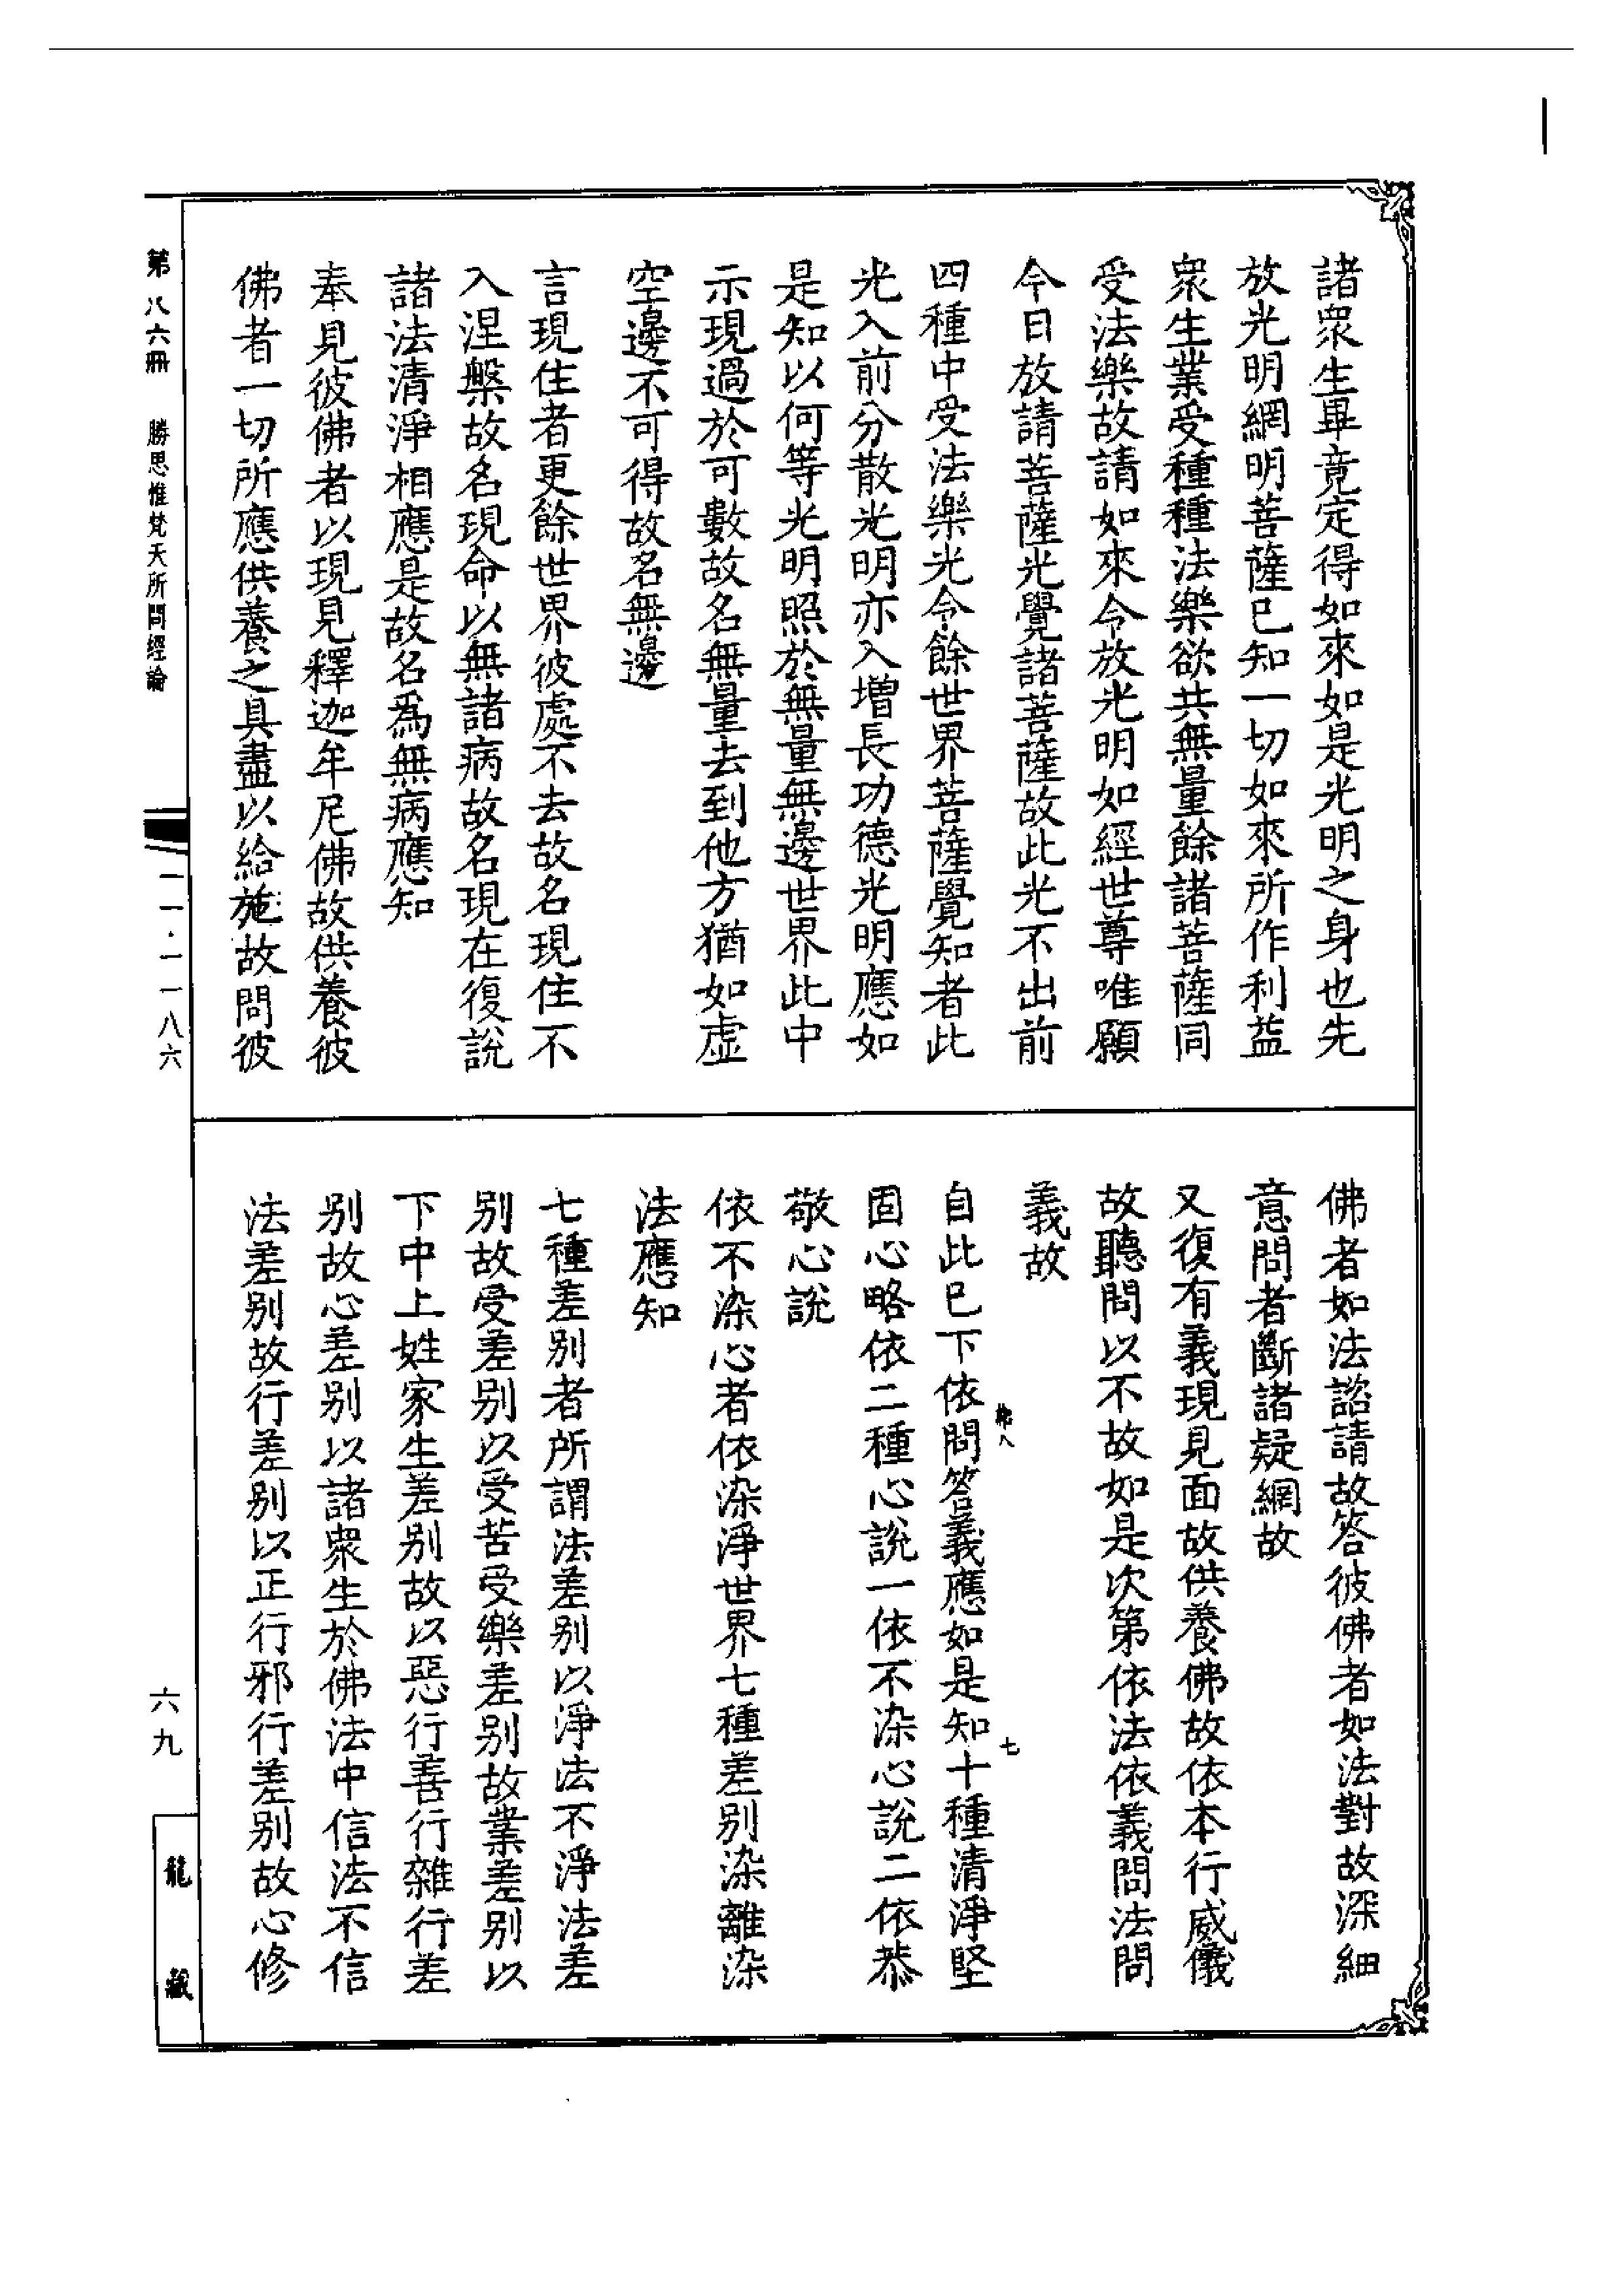 諸衆生畢竟定得如來如是光明之身也先
放光明網明菩薩已知一切如來所作利益
衆生業受種種法樂欲共無量餘諸菩薩同
受法樂故請如來令放光明如經世尊唯願
今日放請菩薩光覺諸菩薩故此光不出前
四種中受法樂光令餘世界菩薩覺知者此
光入前分散光明亦入增長功德光明應如
是知以何等光明照於無量無邊世界此中
示現過於可數故名無量去到他方猶如虛
空邊不可得故名無邊
言現住者更餘世界彼處不去故名現住不
入涅槃故名現命以無諸病故名現在復說
諸法清淨相應是故名爲無病應知
奉見彼佛者以現見釋迦牟尼佛故供養彼
佛者一切所應供養之具盡以給施故問彼
佛者如法諮請故答彼佛者如法對故深細
意問者斷諸疑網故
又復有義現見面故供養佛故依本行威儀
故聽問以不故如是次第依法依義問法問
義故
八 七
自此已下依問答義應如是知十種清淨堅
固心略依二種心說一依不染心說二依恭
敬心說
依不染心者依染淨世界七種差別染離染
法應知
七種差別者所謂法差別以淨法不淨法差
別故受差別以受苦受樂差別故業差別以
下中上姓家生差別故以惡行善行雜行差
別故心差別以諸衆生於佛法中信法不信
法差別故行差別以正行邪行差別故心修
第八六冊 勝思惟梵天所問經論
一一·一一八六
六九
龍藏